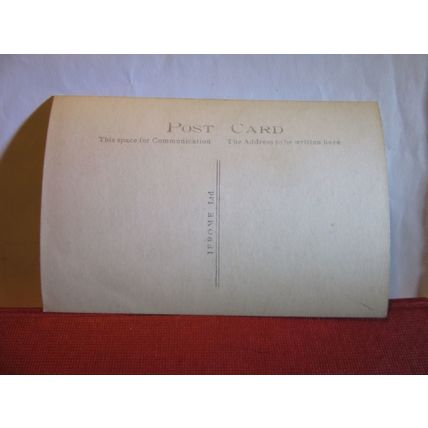 POST CARD
This space for Communication The Address to be written here
JEROME Ltd.